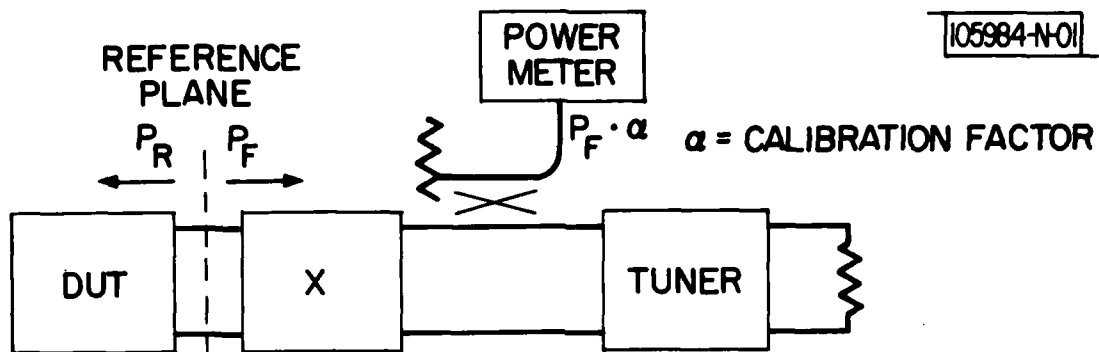 105984-N-01
POWER
METER
REFERENCE
PLANE
P_R P_F
P_F · α
α = CALIBRATION FACTOR
DUT
X
TUNER